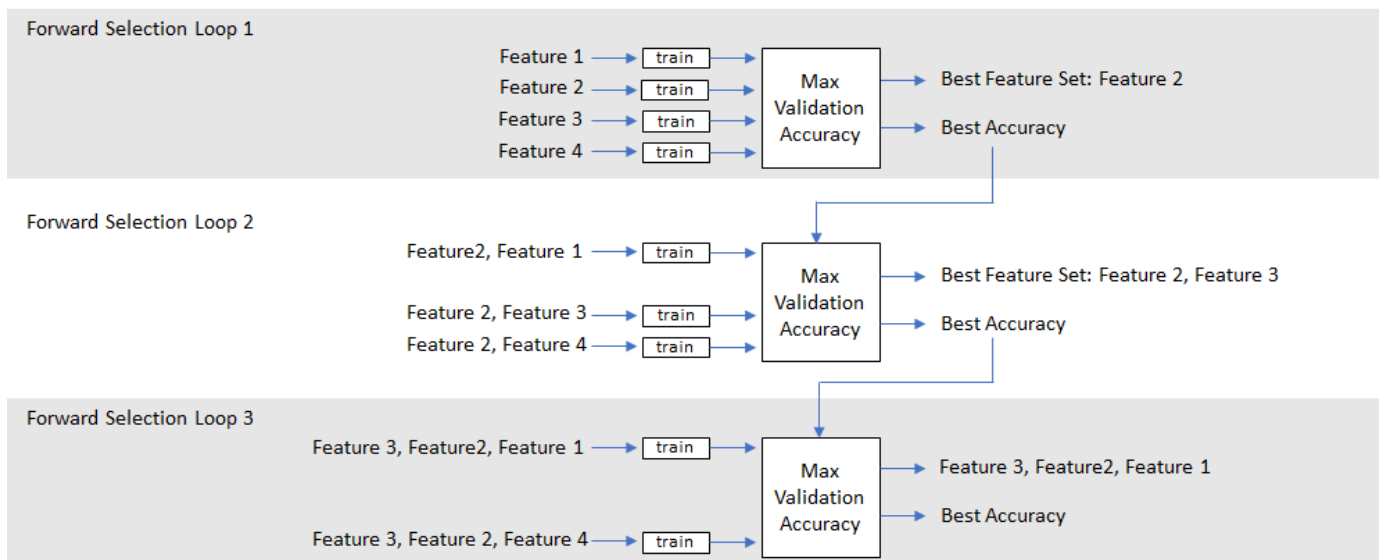 Forward Selection Loop 1
Feature 1
train
Feature 2
train
Feature 3
train
Feature 4
train
Max
Validation
Accuracy
Best Feature Set: Feature 2
Best Accuracy
Forward Selection Loop 2
Feature2, Feature 1
train
Feature 2, Feature 3
train
Feature 2, Feature 4
train
Max
Validation
Accuracy
Best Feature Set: Feature 2, Feature 3
Best Accuracy
Forward Selection Loop 3
Feature 3, Feature2, Feature 1
train
Feature 3, Feature 2, Feature 4
train
Max
Validation
Accuracy
Feature 3, Feature2, Feature 1
Best Accuracy